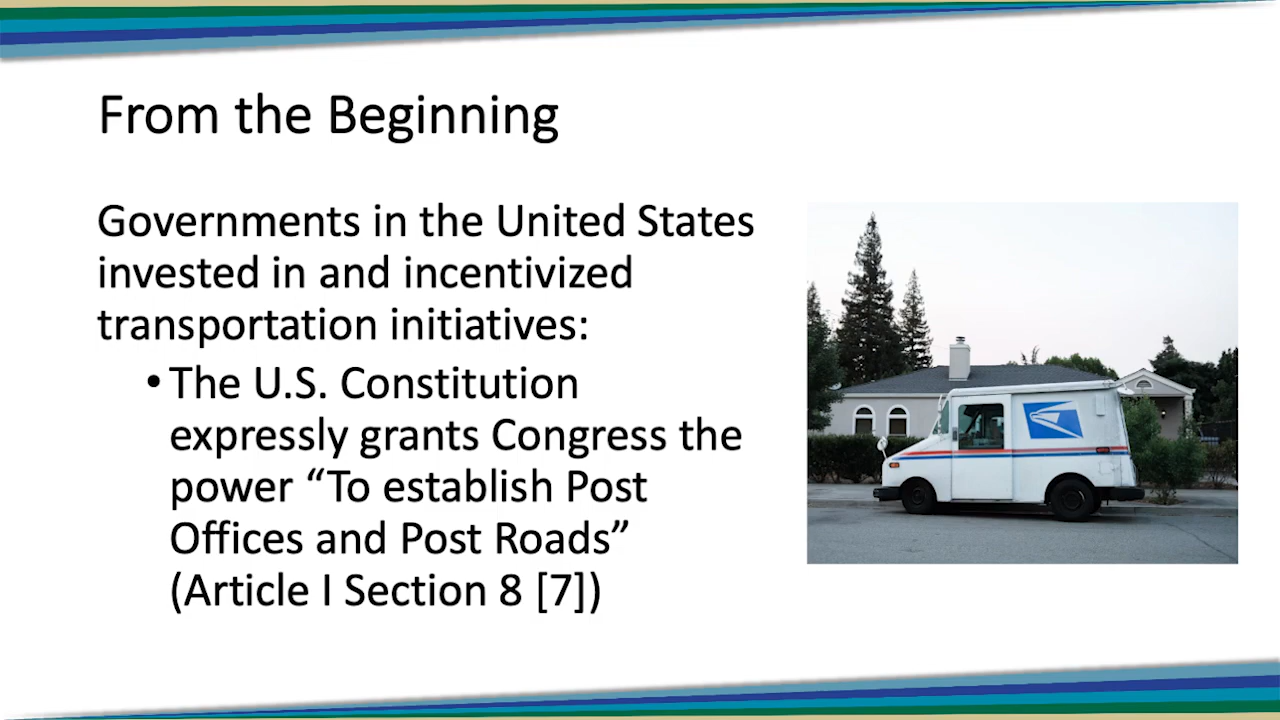 From the Beginning
Governments in the United States
invested in and incentivized
transportation initiatives:
•The U.S. Constitution
expressly grants Congress the
power “To establish Post
Offices and Post Roads”
(Article I Section 8 [7])